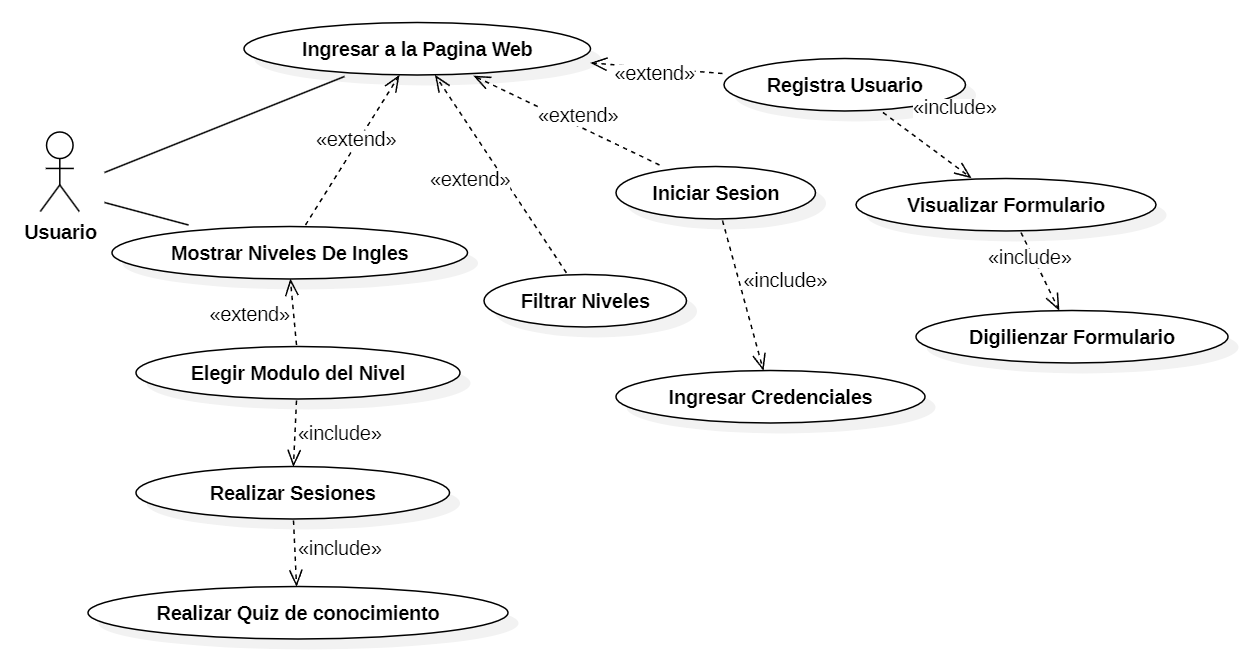 Ingresar a la Pagina Web
«extend»
Registra Usuario
«include»
«extend»
«extend»
«extend»
Iniciar Sesion
Visualizar Formulario
Usuario
Mostrar Niveles De Ingles
«include»
«include»
Filtrar Niveles
«extend»
Digilienzar Formulario
Elegir Modulo del Nivel
Ingresar Credenciales
«include»
Realizar Sesiones
«include»
Realizar Quiz de conocimiento